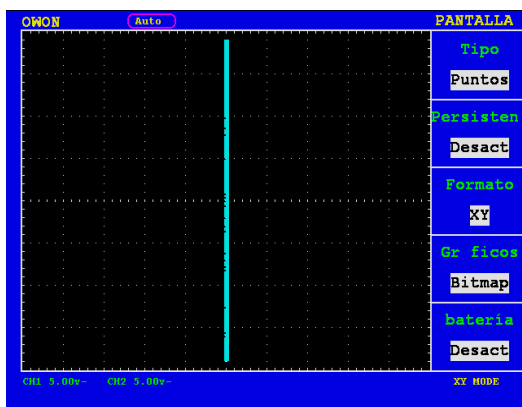 OWON Auto PANTALLA
Tipo
Puntos
Persisten
Desact
Formato
XY
Gr ficos
Bitmap
batería
Desact
CH1 5.00v~ CH2 5.00v~ XY MODE